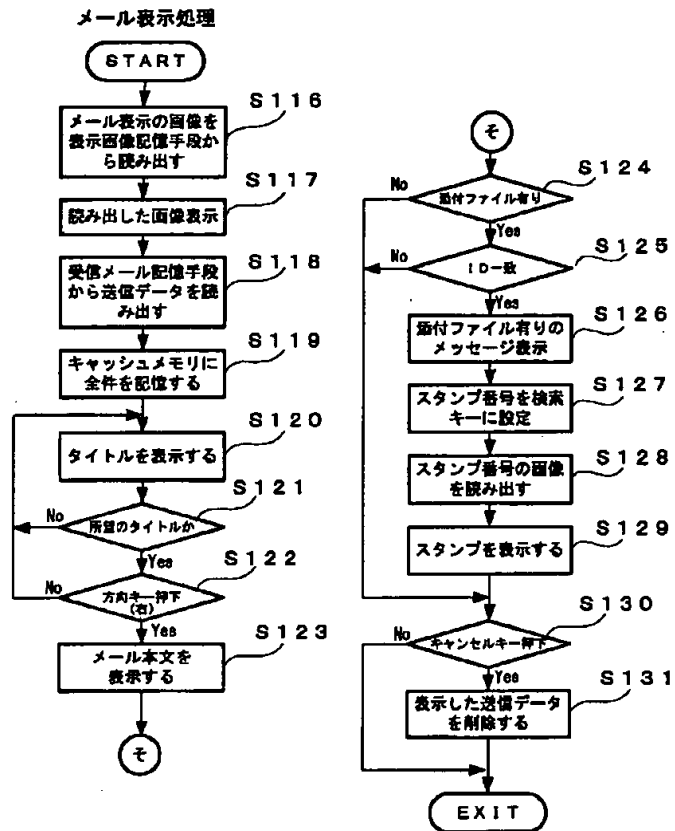 メール表示処理
START
S116
メール表示の画像を
表示画像記憶手段か
ら読み出す
S117
読み出した画像表示
S118
受信メール記憶手段
から送信データを読
み出す
S119
キャッシュメモリに
全件を記憶する
S120
タイトルを表示する
S121
所望のタイトルか
No
Yes
S122
方向キー押下
(右)
No
Yes
S123
メール本文を
表示する
そ
そ
S124
添付ファイル有り
No
Yes
S125
ID一致
No
Yes
S126
添付ファイル有りの
メッセージ表示
S127
スタンプ番号を検索
キーに設定
S128
スタンプ番号の画像
を読み出す
S129
スタンプを表示する
S130
キャンセルキー押下
No
Yes
S131
表示した送信データ
を削除する
EXIT